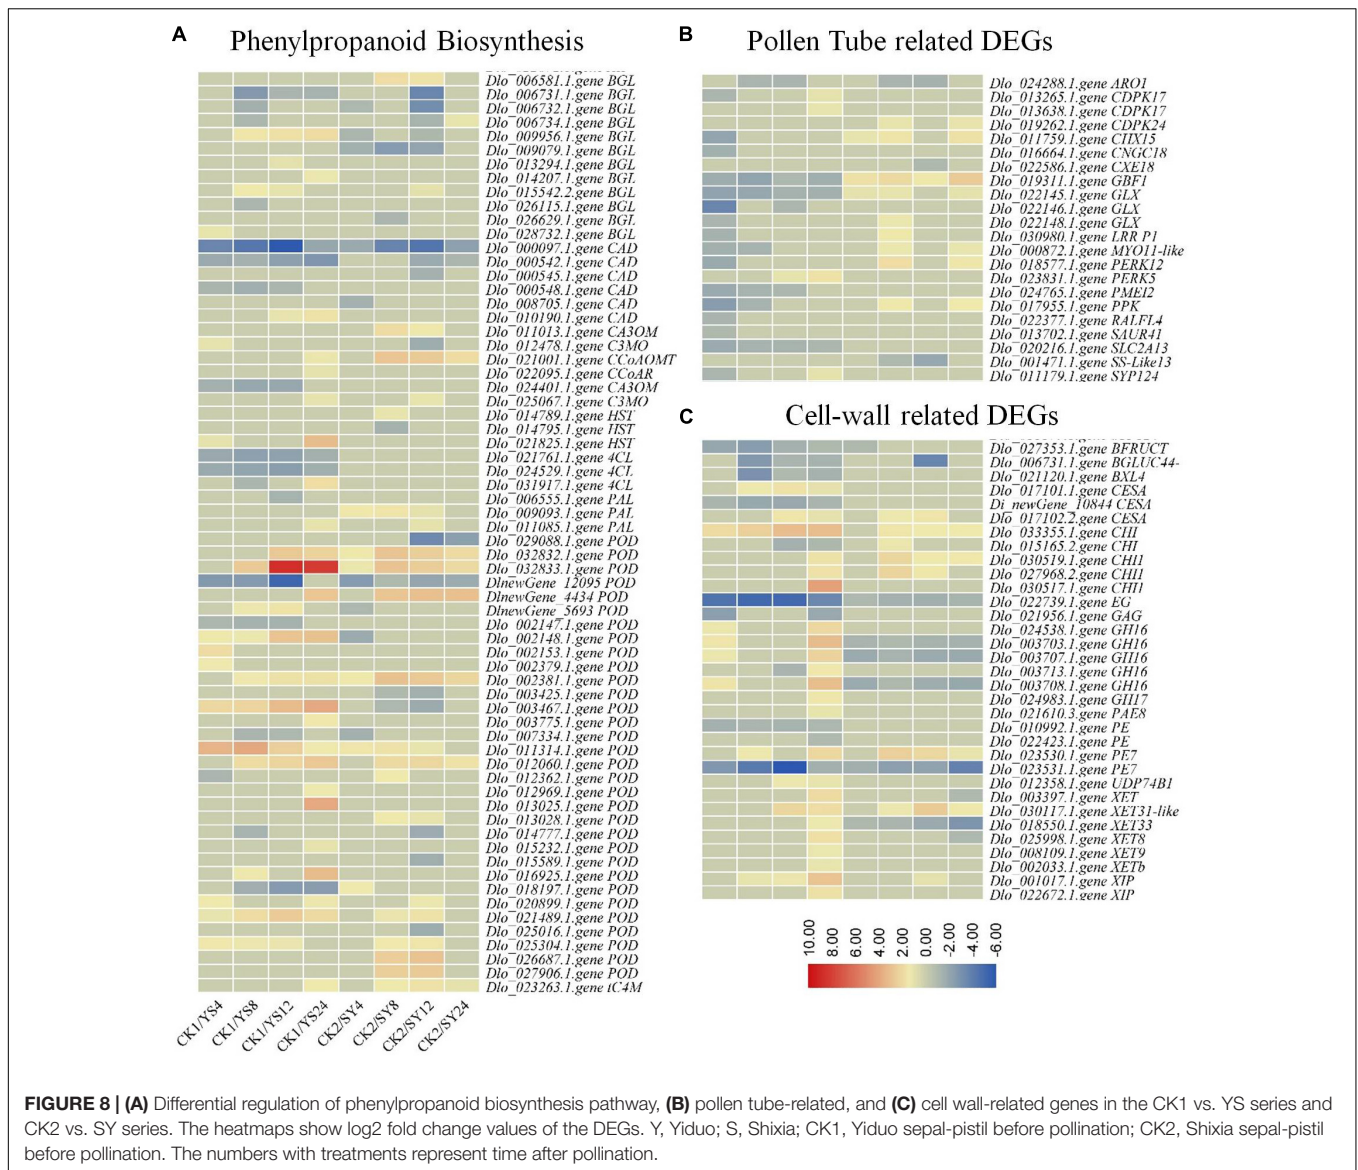 A
Phenylpropanoid Biosynthesis
Dlo_006581.1.gene BGL
Dlo_006731.1.gene BGL
Dlo_006732.1.gene BGL
Dlo_006734.1.gene BGL
Dlo_009956.1.gene BGL
Dlo_009079.1.gene BGL
Dlo_013294.1.gene BGL
Dlo_014207.1.gene BGL
Dlo_015542.2.gene BGL
Dlo_026115.1.gene BGL
Dlo_026629.1.gene BGL
Dlo_028732.1.gene BGL
Dlo_000097.1.gene CAD
Dlo_000542.1.gene CAD
Dlo_000545.1.gene CAD
Dlo_000548.1.gene CAD
Dlo_008705.1.gene CAD
Dlo_010190.1.gene CAD
Dlo_011013.1.gene CA3OM
Dlo_012478.1.gene C3MO
Dlo_021001.1.gene CCoAOMT
Dlo_022095.1.gene CCoAR
Dlo_024401.1.gene CA3OM
Dlo_025067.1.gene C3MO
Dlo_014789.1.gene HST
Dlo_014795.1.gene HST
Dlo_021825.1.gene HST
Dlo_021761.1.gene 4CL
Dlo_024529.1.gene 4CL
Dlo_031917.1.gene 4CL
Dlo_006555.1.gene PAL
Dlo_009093.1.gene PAL
Dlo_011085.1.gene PAL
Dlo_029088.1.gene POD
Dlo_032832.1.gene POD
Dlo_032833.1.gene POD
DlnewGene_12095 POD
DlnewGene_4434 POD
DlnewGene_5693 POD
Dlo_002147.1.gene POD
Dlo_002148.1.gene POD
Dlo_002153.1.gene POD
Dlo_002379.1.gene POD
Dlo_002381.1.gene POD
Dlo_003425.1.gene POD
Dlo_003467.1.gene POD
Dlo_003775.1.gene POD
Dlo_007334.1.gene POD
Dlo_011314.1.gene POD
Dlo_012060.1.gene POD
Dlo_012362.1.gene POD
Dlo_012969.1.gene POD
Dlo_013025.1.gene POD
Dlo_013028.1.gene POD
Dlo_014777.1.gene POD
Dlo_015232.1.gene POD
Dlo_015589.1.gene POD
Dlo_016925.1.gene POD
Dlo_018197.1.gene POD
Dlo_020899.1.gene POD
Dlo_021489.1.gene POD
Dlo_025016.1.gene POD
Dlo_025304.1.gene POD
Dlo_026687.1.gene POD
Dlo_027906.1.gene POD
Dlo_023263.1.gene tC4M
CK1/YS4
CK1/YS8
CK1/YS12
CK1/YS24
CK2/SY4
CK2/SY8
CK2/SY12
CK2/SY24
B
Pollen Tube related DEGs
Dlo_024288.1.gene ARO1
Dlo_013265.1.gene CDPK17
Dlo_013638.1.gene CDPK17
Dlo_019262.1.gene CDPK24
Dlo_011759.1.gene CHX15
Dlo_016664.1.gene CNGC18
Dlo_022586.1.gene CXE18
Dlo_019311.1.gene GBF1
Dlo_022145.1.gene GLX
Dlo_022146.1.gene GLX
Dlo_022148.1.gene GLX
Dlo_030980.1.gene LRR P1
Dlo_000872.1.gene MYO11-like
Dlo_018577.1.gene PERK12
Dlo_023831.1.gene PERK5
Dlo_024765.1.gene PMEI2
Dlo_017955.1.gene PPK
Dlo_022377.1.gene RALFL4
Dlo_013702.1.gene SAUR41
Dlo_020216.1.gene SLC2A13
Dlo_001471.1.gene SS-Like13
Dlo_011179.1.gene SYP124
C
Cell-wall related DEGs
Dlo_027353.1.gene BFRUCT
Dlo_006731.1.gene BGLUC44-
Dlo_021120.1.gene BXL4
Dlo_017101.1.gene CESA
Dl_newGene_10844 CESA
Dlo_017102.2.gene CESA
Dlo_033355.1.gene CHI
Dlo_015165.2.gene CHI
Dlo_030519.1.gene CHI1
Dlo_027968.2.gene CHI1
Dlo_030517.1.gene CHI1
Dlo_022739.1.gene EG
Dlo_021956.1.gene GAG
Dlo_024538.1.gene GH16
Dlo_003703.1.gene GH16
Dlo_003707.1.gene GH16
Dlo_003713.1.gene GH16
Dlo_003708.1.gene GH16
Dlo_024983.1.gene GH17
Dlo_021610.3.gene PAE8
Dlo_010992.1.gene PE
Dlo_022423.1.gene PE
Dlo_023530.1.gene PE7
Dlo_023531.1.gene PE7
Dlo_012358.1.gene UDP74B1
Dlo_003397.1.gene XET
Dlo_030117.1.gene XET31-like
Dlo_018550.1.gene XET33
Dlo_025998.1.gene XET8
Dlo_008109.1.gene XET9
Dlo_002033.1.gene XETb
Dlo_001017.1.gene XIP
Dlo_022672.1.gene XIP
10.00
8.00
6.00
4.00
2.00
0.00
-2.00
-4.00
-6.00
FIGURE 8 | (A) Differential regulation of phenylpropanoid biosynthesis pathway, (B) pollen tube-related, and (C) cell wall-related genes in the CK1 vs. YS series and
CK2 vs. SY series. The heatmaps show log2 fold change values of the DEGs. Y, Yiduo; S, Shixia; CK1, Yiduo sepal-pistil before pollination; CK2, Shixia sepal-pistil
before pollination. The numbers with treatments represent time after pollination.